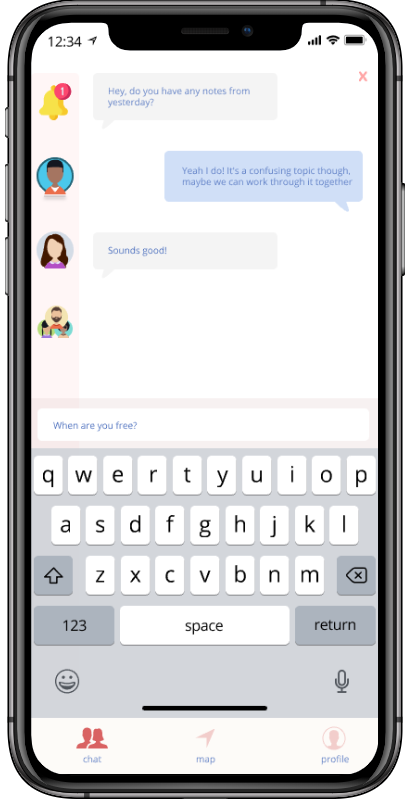 12:34
X
1
Hey, do you have any notes from
yesterday?
Yeah I do! It's a confusing topic though,
maybe we can work through it together
Sounds good!
When are you free?
q w e r t y u i o p
a s d f g h j k l
z x c v b n m
123 space return
chat map profile